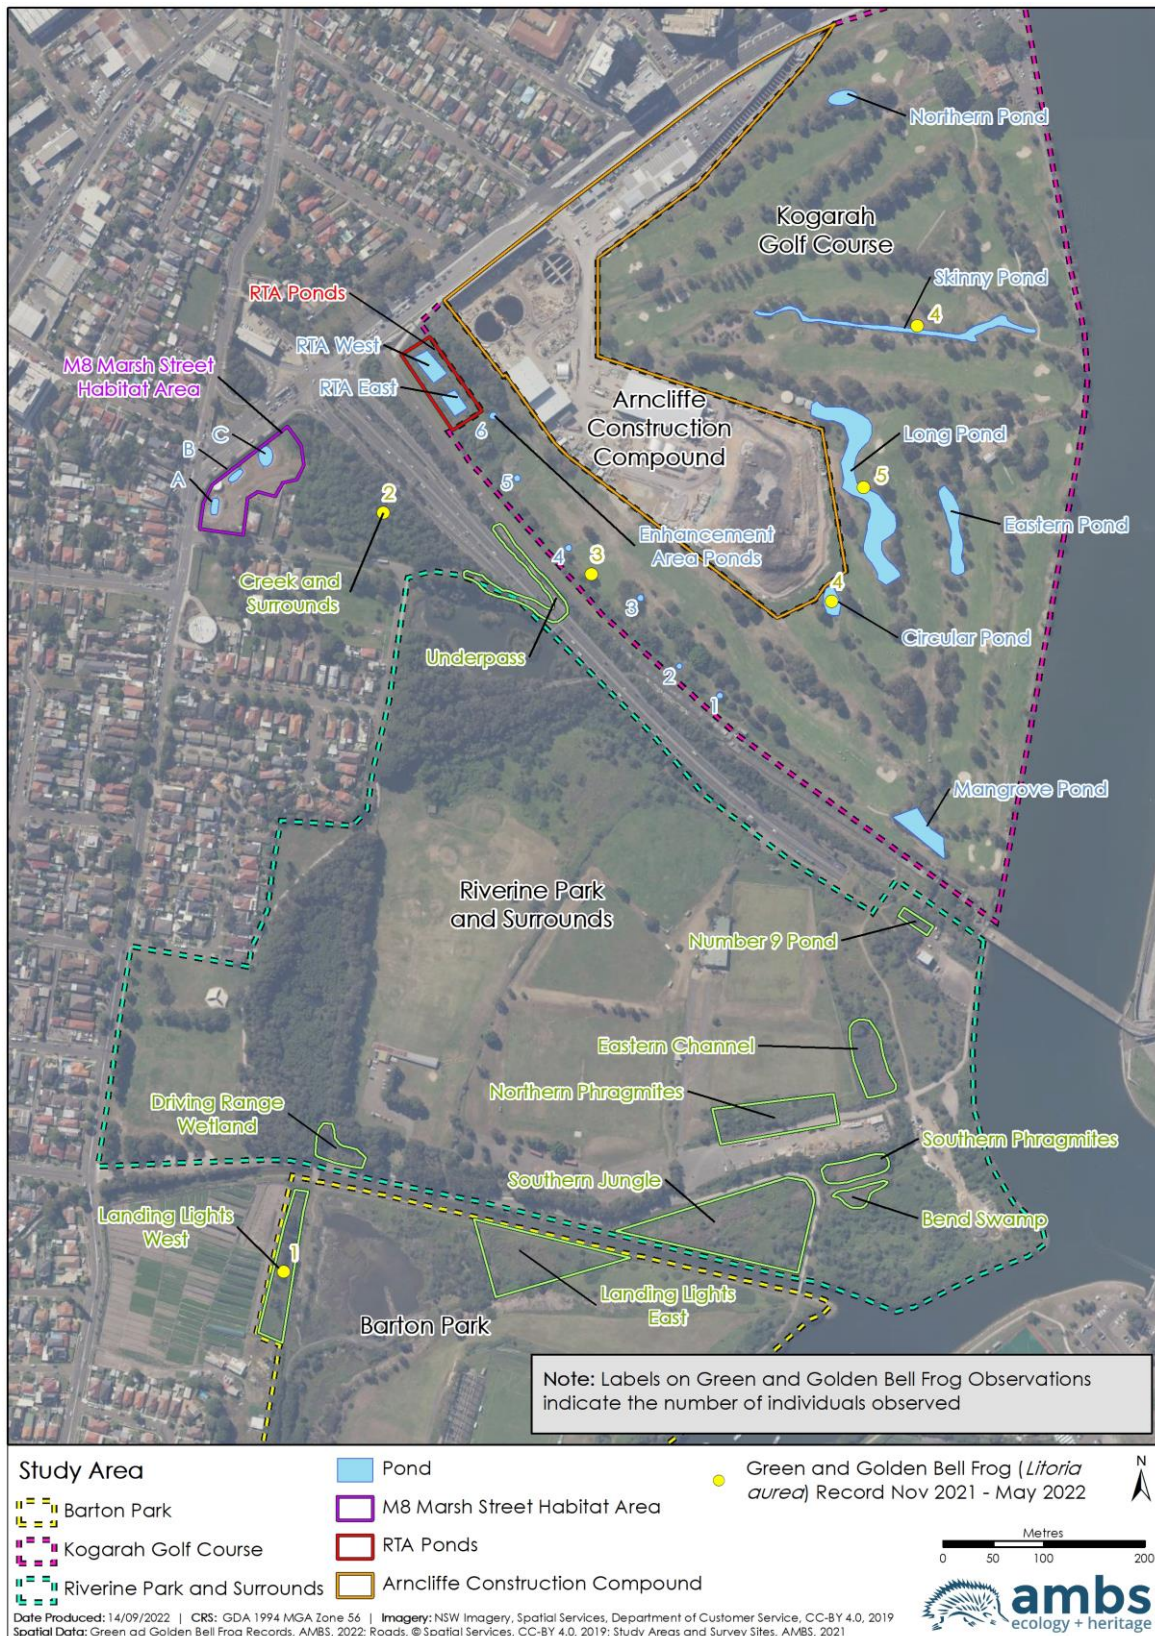 Northern Pond
Kogarah
Golf Course
Skinny Pond
4
RTA Ponds
RTA West
RTA East
M8 Marsh Street
Habitat Area
C
B
A
6
Arncliffe
Construction
Compound
Long Pond
5
5
2
Eastern Pond
Enhancement
Area Ponds
4
3
Creek and
Surrounds
3
4
Circular Pond
Underpass
2
1
Mangrove Pond
Riverine Park
and Surrounds
Number 9 Pond
Eastern Channel
Northern Phragmites
Driving Range
Wetland
Southern Phragmites
Southern Jungle
Landing Lights
West
Bend Swamp
1
Landing Lights
East
Barton Park
Note: Labels on Green and Golden Bell Frog Observations
indicate the number of individuals observed
Study Area
Barton Park
Kogarah Golf Course
Riverine Park and Surrounds
Pond
M8 Marsh Street Habitat Area
RTA Ponds
Arncliffe Construction Compound
Green and Golden Bell Frog (Litoria
aurea) Record Nov 2021 - May 2022
N
Metres
0 50 100 200
Date Produced: 14/09/2022 | CRS: GDA 1994 MGA Zone 56 | Imagery: NSW Imagery, Spatial Services, Department of Customer Service, CC-BY 4.0, 2019
Spatial Data: Green ad Golden Bell Frog Records, AMBS, 2022; Roads, © Spatial Services, CC-BY 4.0, 2019; Study Areas and Survey Sites, AMBS, 2021
ambs
ecology + heritage